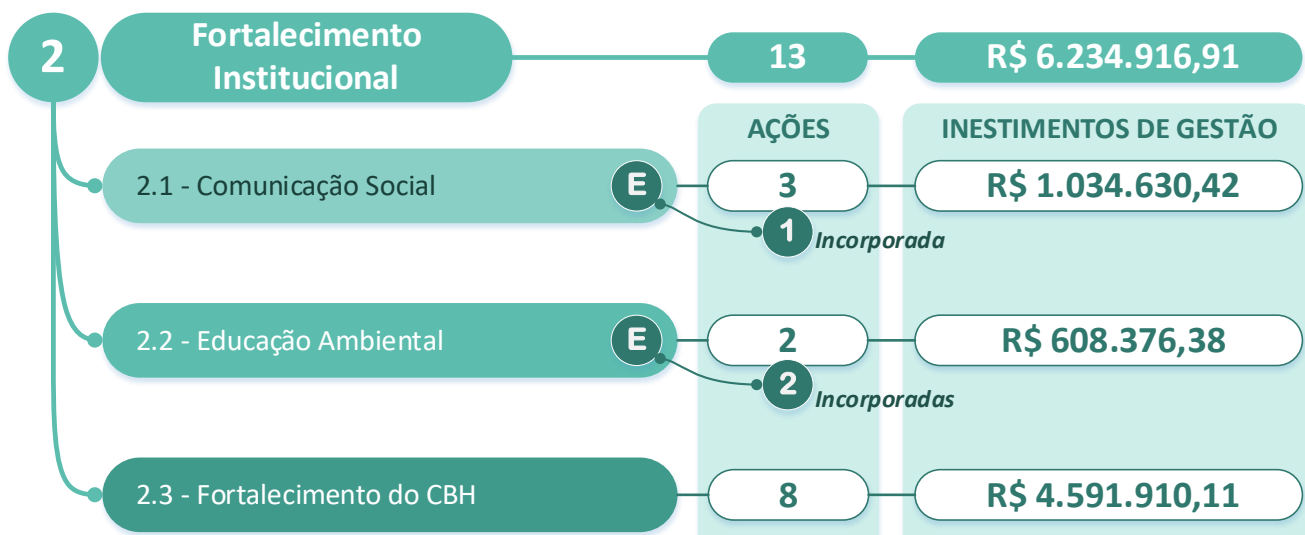 2
Fortalecimento
Institucional
13
R$ 6.234.916,91
AÇÕES
INESTIMENTOS DE GESTÃO
2.1 - Comunicação Social
E
3
R$ 1.034.630,42
1
Incorporada
2.2 - Educação Ambiental
E
2
R$ 608.376,38
2
Incorporadas
2.3 - Fortalecimento do CBH
8
R$ 4.591.910,11